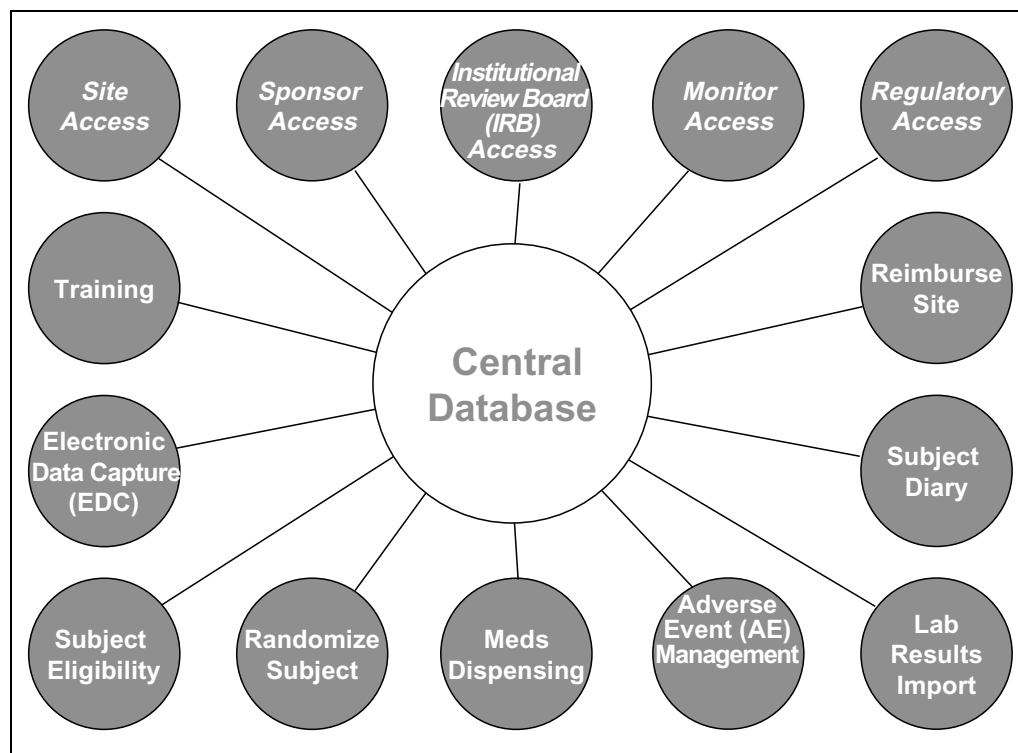 Site
Access
Sponsor
Access
Institutional
Review Board
(IRB)
Access
Monitor
Access
Regulatory
Access
Training
Reimburse
Site
Central
Database
Electronic
Data Capture
(EDC)
Subject
Diary
Subject
Eligibility
Randomize
Subject
Meds
Dispensing
Adverse
Event (AE)
Management
Lab
Results
Import